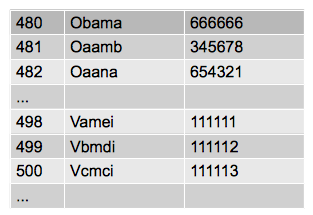 480 Obama 666666
481 Oaamb 345678
482 Oaana 654321
...
498 Vamei 111111
499 Vbmdi 111112
500 Vcmci 111113
...